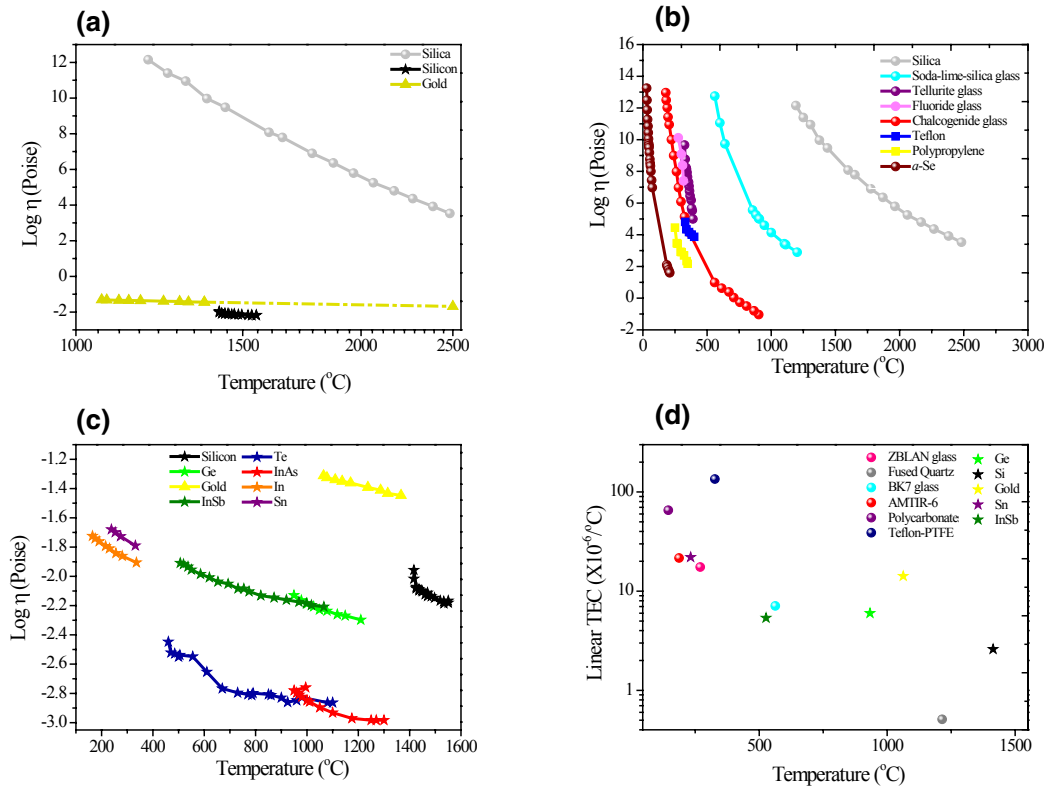 (a)
Log η (Poise)
12
10
8
6
4
2
0
-2
1000
1500
2000
2500
Temperature (°C)
Silica
Silicon
Gold
(b)
Log η (Poise)
16
14
12
10
8
6
4
2
0
-2
0
500
1000
1500
2000
2500
3000
Temperature (°C)
Silica
Soda-lime-silica glass
Tellurite glass
Fluoride glass
Chalcogenide glass
Teflon
Polypropylene
a-Se
(c)
Log η (Poise)
-1.2
-1.4
-1.6
-1.8
-2.0
-2.2
-2.4
-2.6
-2.8
-3.0
200
400
600
800
1000
1200
1400
1600
Temperature (°C)
Silicon
Ge
Gold
InSb
Te
InAs
In
Sn
(d)
Linear TEC (X10⁻⁶/°C)
100
10
1
500
1000
1500
Temperature (°C)
ZBLAN glass
Fused Quartz
BK7 glass
AMTIR-6
Polycarbonate
Teflon-PTFE
Ge
Si
Gold
Sn
InSb